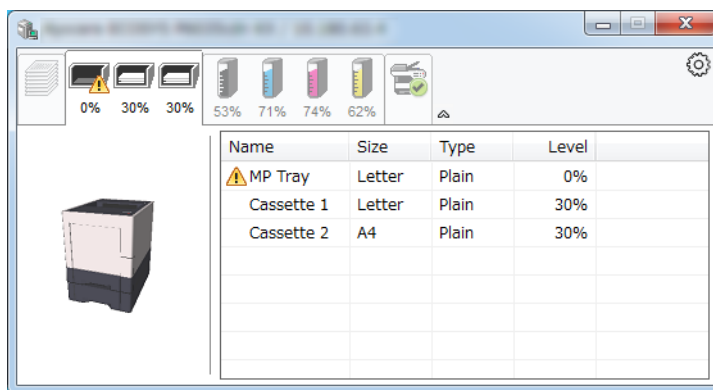 0% 30% 30% 53% 71% 74% 62%
Name Size Type Level
MP Tray Letter Plain 0%
Cassette 1 Letter Plain 30%
Cassette 2 A4 Plain 30%